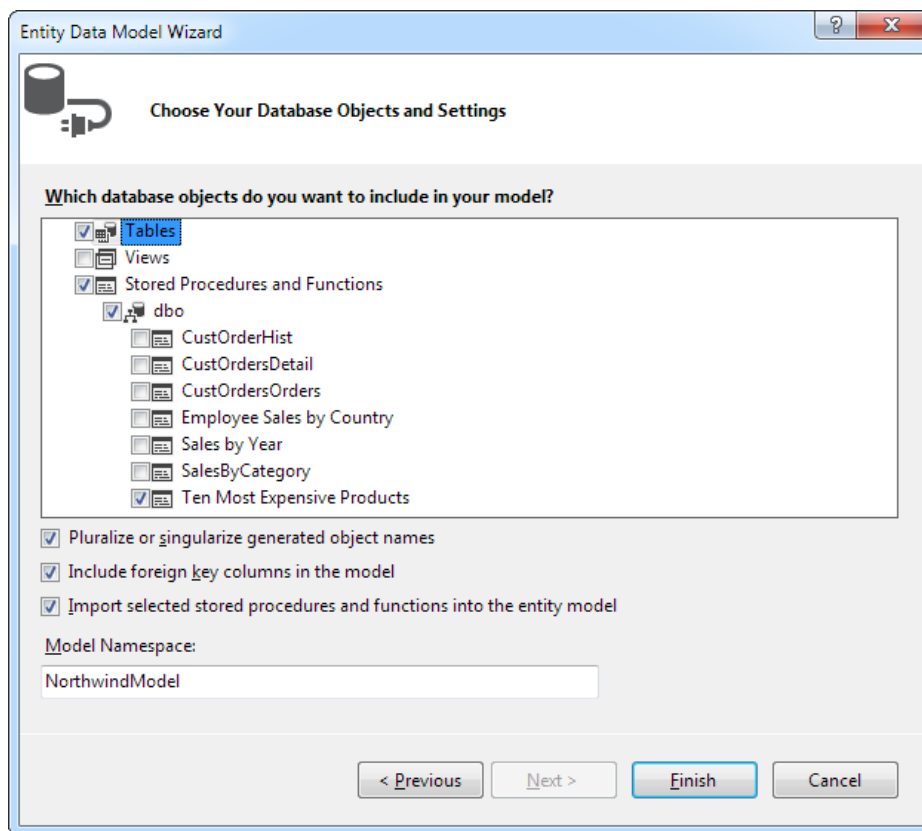 Entity Data Model Wizard
?
Choose Your Database Objects and Settings
Which database objects do you want to include in your model?
Tables
Views
Stored Procedures and Functions
dbo
CustOrderHist
CustOrdersDetail
CustOrdersOrders
Employee Sales by Country
Sales by Year
SalesByCategory
Ten Most Expensive Products
Pluralize or singularize generated object names
Include foreign key columns in the model
Import selected stored procedures and functions into the entity model
Model Namespace:
NorthwindModel
< Previous Next > Finish Cancel